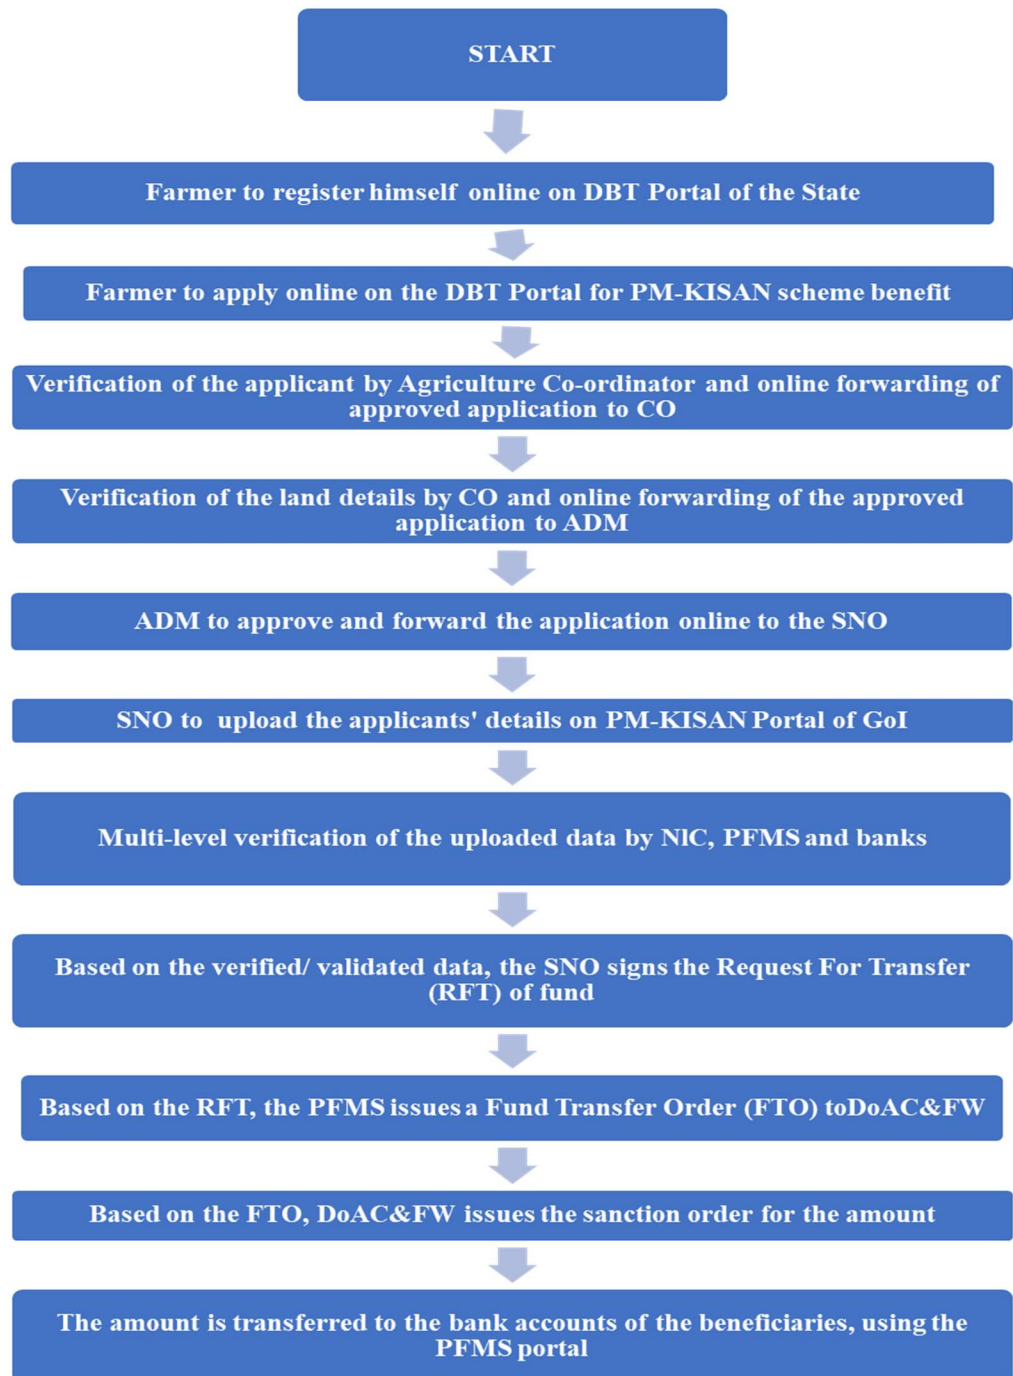 START
Farmer to register himself online on DBT Portal of the State
Farmer to apply online on the DBT Portal for PM-KISAN scheme benefit
Verification of the applicant by Agriculture Co-ordinator and online forwarding of
approved application to CO
Verification of the land details by CO and online forwarding of the approved
application to ADM
ADM to approve and forward the application online to the SNO
SNO to upload the applicants' details on PM-KISAN Portal of GoI
Multi-level verification of the uploaded data by NIC, PFMS and banks
Based on the verified/ validated data, the SNO signs the Request For Transfer
(RFT) of fund
Based on the RFT, the PFMS issues a Fund Transfer Order (FTO) toDoAC&FW
Based on the FTO, DoAC&FW issues the sanction order for the amount
The amount is transferred to the bank accounts of the beneficiaries, using the
PFMS portal